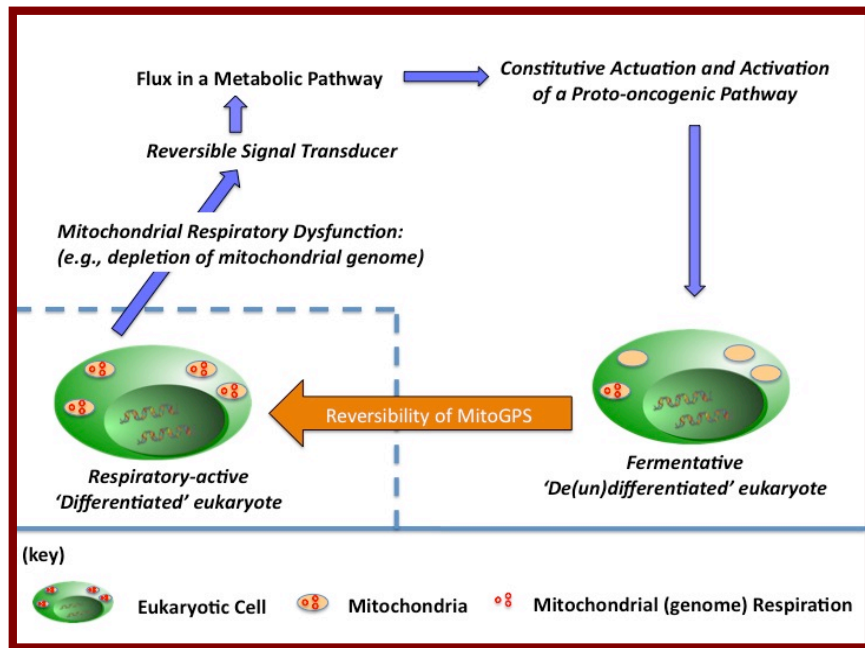 Flux in a Metabolic Pathway
Constitutive Actuation and Activation
of a Proto-oncogenic Pathway
Reversible Signal Transducer
Mitochondrial Respiratory Dysfunction:
(e.g., depletion of mitochondrial genome)
Reversibility of MitoGPS
Respiratory-active
‘Differentiated’ eukaryote
Fermentative
‘De(un)differentiated’ eukaryote
(key)
Eukaryotic Cell
Mitochondria
Mitochondrial (genome) Respiration